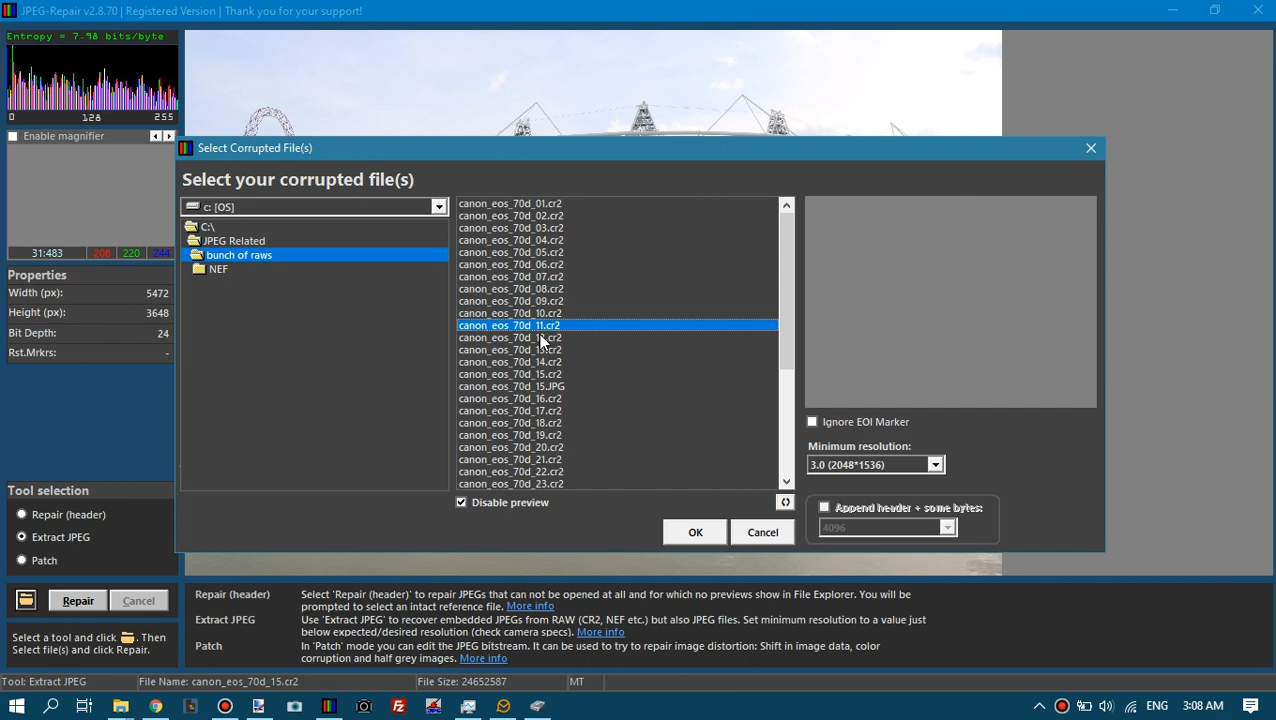 JPEG-Repair v2.8.70 | Registered Version | Thank you for your support!
Entropy = 7.98 bits/byte
0 128 255
Enable magnifier
31:483 208 220 244
Properties
Width (px): 5472
Height (px): 3648
Bit Depth: 24
Rst.Mrkrs: -
Tool selection
Repair (header)
Extract JPEG
Patch
Repair Cancel
Select a tool and click . Then
Select file(s) and click Repair.
Select Corrupted File(s)
Select your corrupted file(s)
c: [OS]
C:\
JPEG Related
bunch of raws
NEF
canon_eos_70d_01.cr2
canon_eos_70d_02.cr2
canon_eos_70d_03.cr2
canon_eos_70d_04.cr2
canon_eos_70d_05.cr2
canon_eos_70d_06.cr2
canon_eos_70d_07.cr2
canon_eos_70d_08.cr2
canon_eos_70d_09.cr2
canon_eos_70d_10.cr2
canon_eos_70d_11.cr2
canon_eos_70d_12.cr2
canon_eos_70d_13.cr2
canon_eos_70d_14.cr2
canon_eos_70d_15.cr2
canon_eos_70d_15.JPG
canon_eos_70d_16.cr2
canon_eos_70d_17.cr2
canon_eos_70d_18.cr2
canon_eos_70d_19.cr2
canon_eos_70d_20.cr2
canon_eos_70d_21.cr2
canon_eos_70d_22.cr2
canon_eos_70d_23.cr2
Disable preview
OK Cancel
Ignore EOI Marker
Minimum resolution:
3.0 (2048*1536)
Append header + some bytes:
4096
Repair (header) Select 'Repair (header)' to repair JPEGs that can not be opened at all and for which no previews show in File Explorer. You will be
prompted to select an intact reference file. More info
Extract JPEG Use 'Extract JPEG' to recover embedded JPEGs from RAW (CR2, NEF etc.) but also JPEG files. Set minimum resolution to a value just
below expected/desired resolution (check camera specs). More info
Patch In 'Patch' mode you can edit the JPEG bitstream. It can be used to try to repair image distortion: Shift in image data, color
corruption and half grey images. More info
Tool: Extract JPEG File Name: canon_eos_70d_15.cr2 File Size: 24652587 MT
ENG 3:08 AM